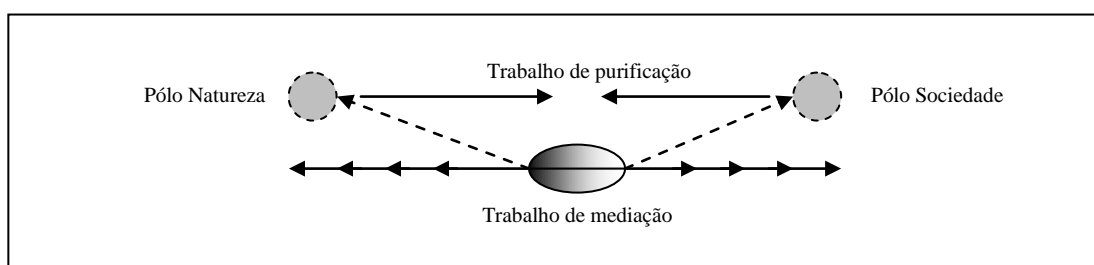 Trabalho de purificação
Pólo Natureza
Pólo Sociedade
Trabalho de mediação